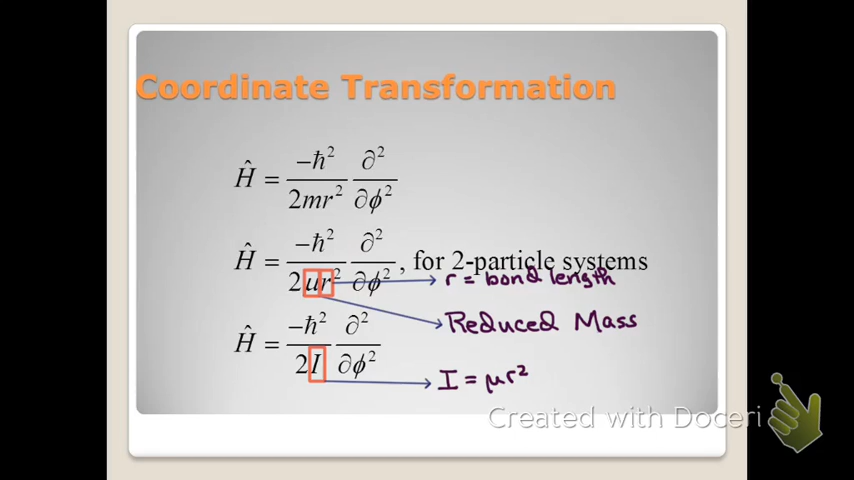 Coordinate Transformation
Ĥ = −ħ² / 2mr² ∂² / ∂ϕ²
Ĥ = −ħ² / 2μr² ∂² / ∂ϕ² , for 2-particle systems
r = bond length
Reduced Mass
Ĥ = −ħ² / 2I ∂² / ∂ϕ²
I = μr²
Created with Doceri